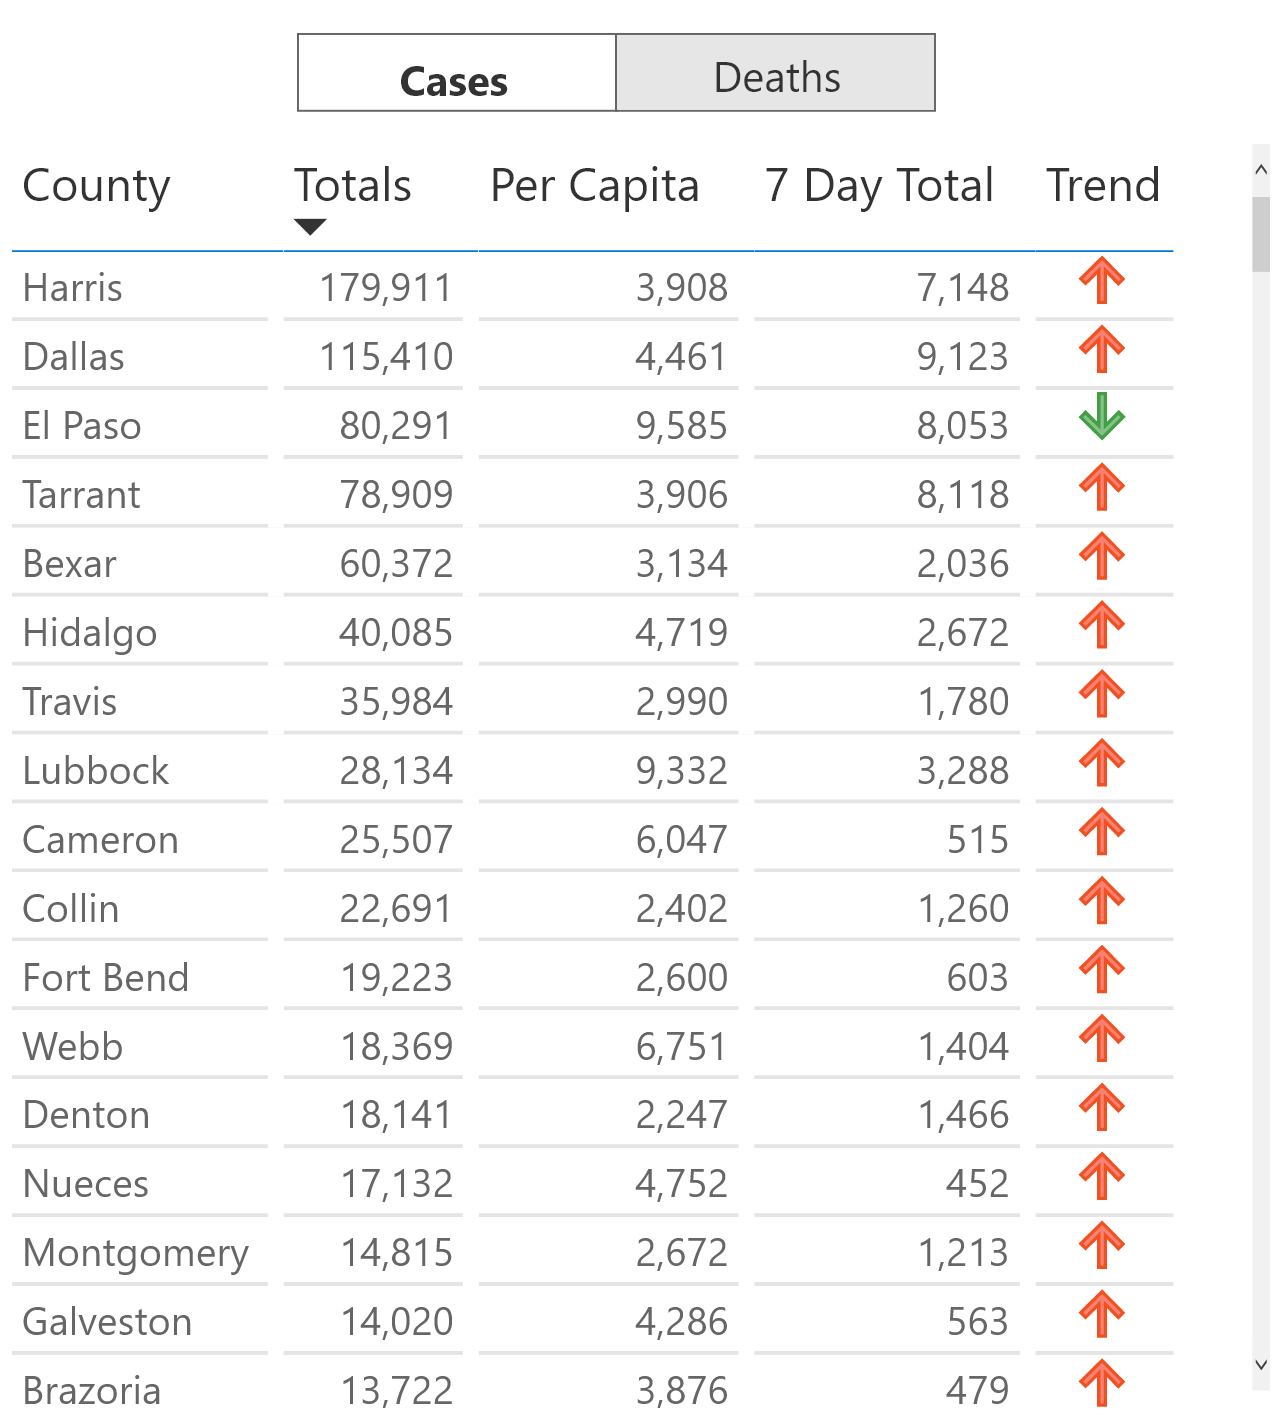 Cases Deaths
County Totals Per Capita 7 Day Total Trend
Harris 179,911 3,908 7,148
Dallas 115,410 4,461 9,123
El Paso 80,291 9,585 8,053
Tarrant 78,909 3,906 8,118
Bexar 60,372 3,134 2,036
Hidalgo 40,085 4,719 2,672
Travis 35,984 2,990 1,780
Lubbock 28,134 9,332 3,288
Cameron 25,507 6,047 515
Collin 22,691 2,402 1,260
Fort Bend 19,223 2,600 603
Webb 18,369 6,751 1,404
Denton 18,141 2,247 1,466
Nueces 17,132 4,752 452
Montgomery 14,815 2,672 1,213
Galveston 14,020 4,286 563
Brazoria 13,722 3,876 479